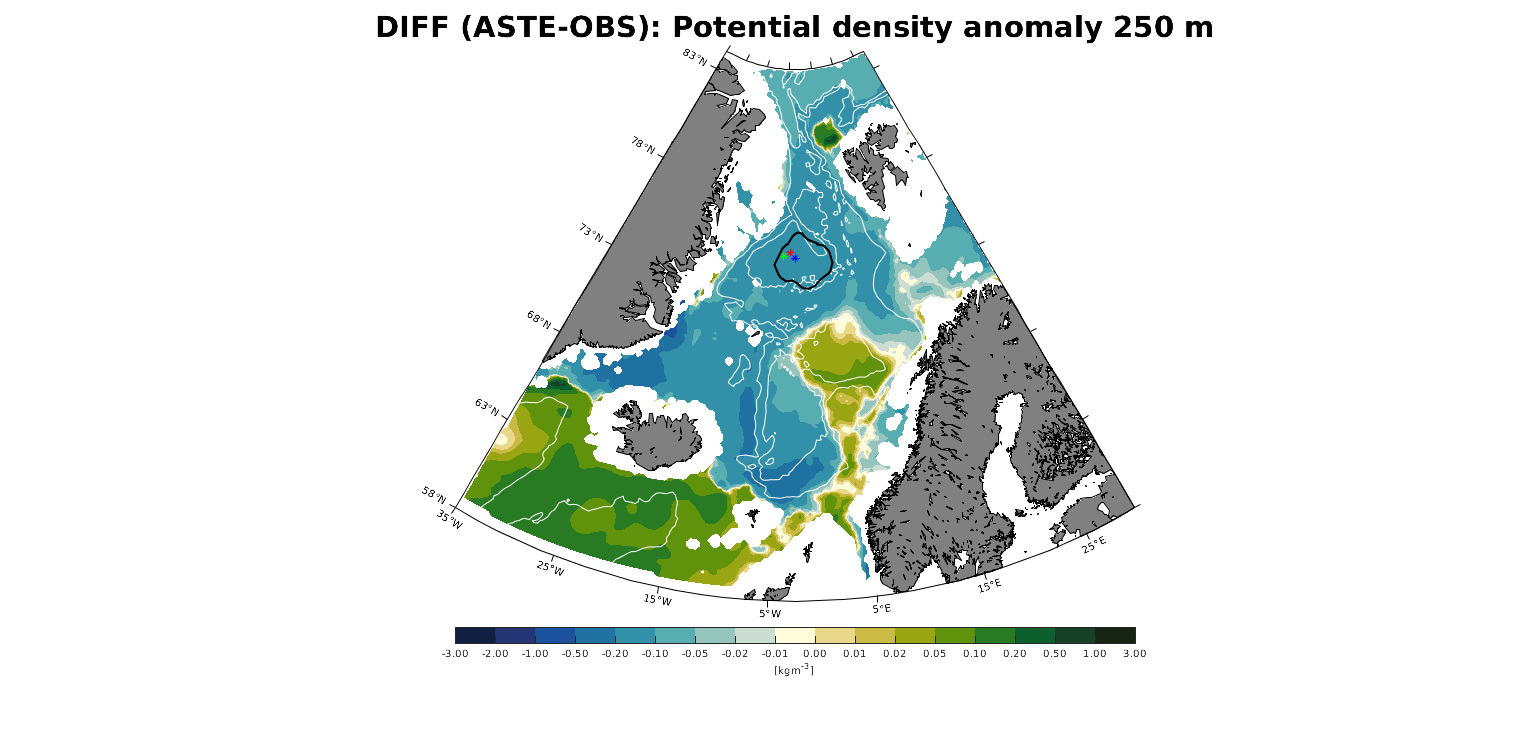 DIFF (ASTE-OBS): Potential density anomaly 250 m
83°N
78°N
73°N
68°N
63°N
58°N
35°W
25°W
15°W
5°W
5°E
15°E
25°E
-3.00 -2.00 -1.00 -0.50 -0.20 -0.10 -0.05 -0.02 -0.01 0.00 0.01 0.02 0.05 0.10 0.20 0.50 1.00 3.00
[kgm⁻³]